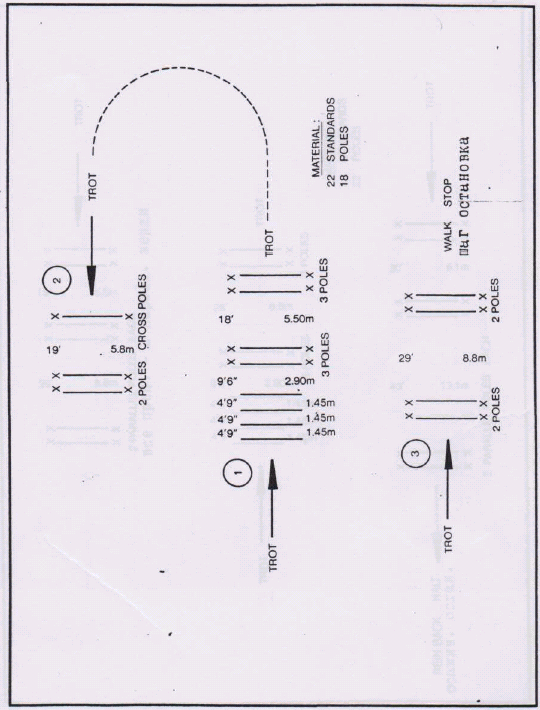 2
TROT
19' 5.8m CROSS POLES
2 POLES
TROT
MATERIAL:
22 STANDARDS
18 POLES
3 POLES
18' 5.50m
3 POLES
9'6" 2.90m
4'9" 1.45m
4'9" 1.45m
4'9" 1.45m
1
TROT
WALK STOP
ШАГ ОСТАНОВКА
2 POLES
29' 8.8m
2 POLES
3
TROT